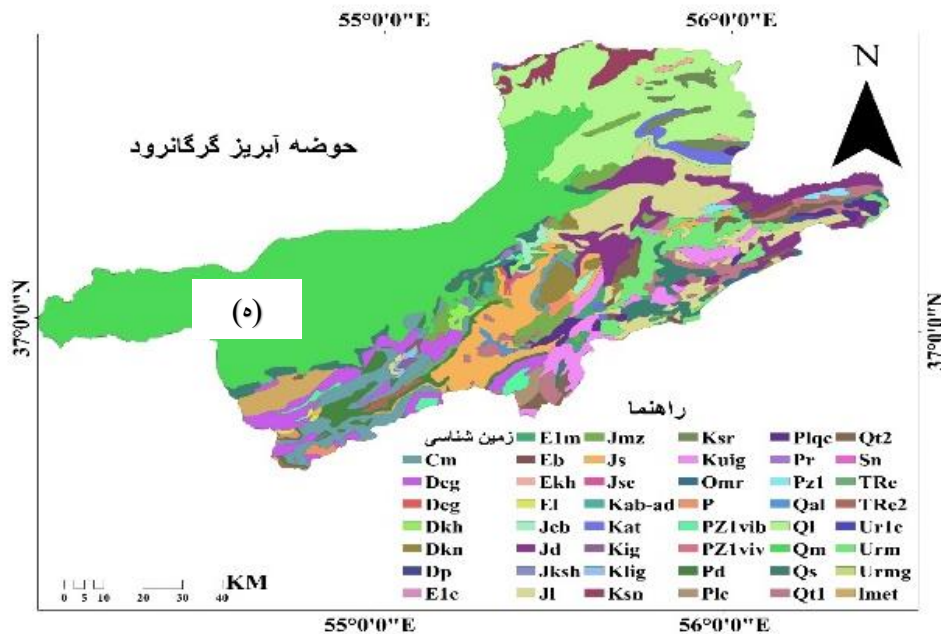 55°0'0"E 56°0'0"E
N
حوضه آبریز گرگانرود
37°0'0"N 37°0'0"N
(ه)
راهنما
زمین شناسی E1m Jmz Ksr Plqc Qt2
Cm Eb Js Kuig Pr Sn
Dcg Ekh Jsc Omr Pz1 TRe
Dcg El Kab-ad P Qal TRe2
Dkh Jcb Kat PZ1vib Ql Ur1c
Dkn Jd Kig PZ1viv Qm Urm
Dp Jksh Klig Pd Qs Urmg
E1c Jl Ksn Plc Qt1 Imet
KM
0 5 10 20 30 40
55°0'0"E 56°0'0"E